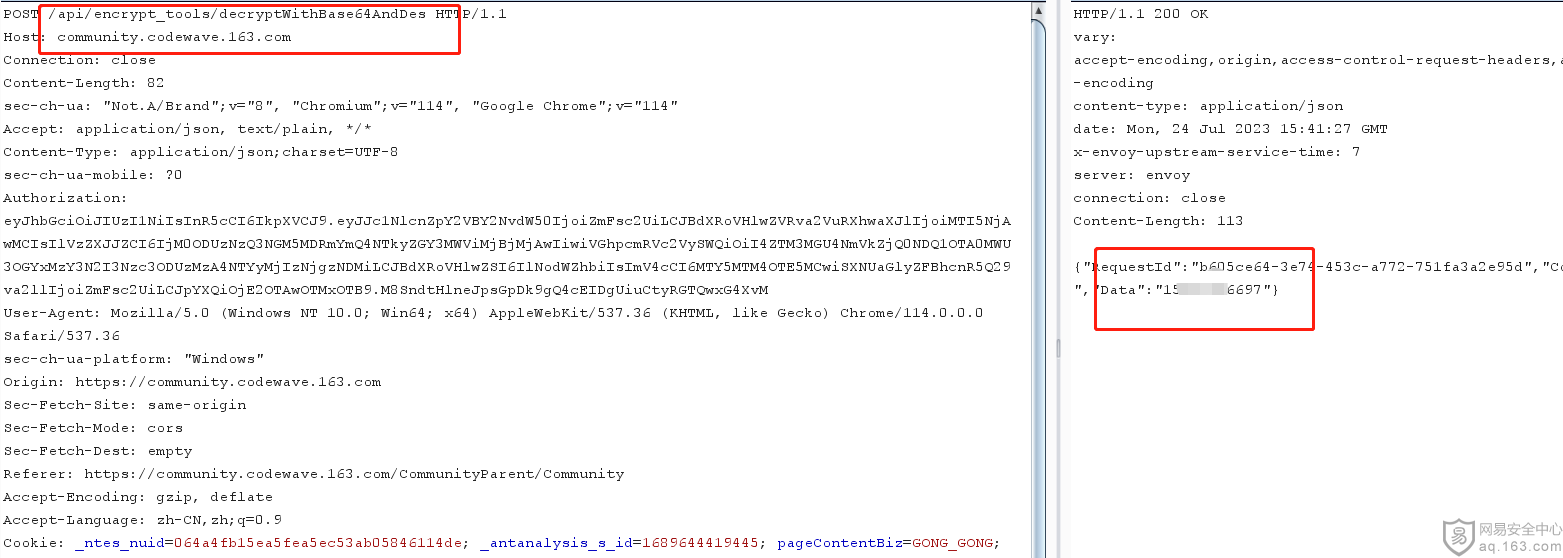 POST /api/encrypt_tools/decryptWithBase64AndDes HTTP/1.1
Host: community.codewave.163.com
Connection: close
Content-Length: 82
sec-ch-ua: "Not.A/Brand";v="8", "Chromium";v="114", "Google Chrome";v="114"
Accept: application/json, text/plain, */*
Content-Type: application/json;charset=UTF-8
sec-ch-ua-mobile: ?0
Authorization:
eyJhbGciOiJIUzI1NiIsInR5cCI6IkpXVCJ9.eyJJc1NlcnZpY2VBY2NvdW50IjoiZmFsc2UiLCJBdXRoVHlwZVRva2VuRXhwaXJlIjoiMTI5NjA
wMCIsIlVzZXJJZCI6IjM0ODUzNzQ3NGM5MDRmYmQ4NTkyZGY3MWViMjBjMjAwIiwiVGhpcmRVc2VySWQiOiI4ZTM3MGU4NmVkZjQ0NDQ1OTA0MWU
3OGYxMzY3N2I3Nzc3ODUzMzA4NTYyMjIzNjgzNDMiLCJBdXRoVHlwZSI6IlNodWZhbiIsImV4cCI6MTY5MTM4OTE5MCwiSXNUaGlyZFBhcnR5Q29
va2llIjoiZmFsc2UiLCJpYXQiOjE2OTAwOTMxOTB9.M8SndtHlneJpsGpDk9gQ4cEIDgUiuCtyRGTQwxG4XvM
User-Agent: Mozilla/5.0 (Windows NT 10.0; Win64; x64) AppleWebKit/537.36 (KHTML, like Gecko) Chrome/114.0.0.0
Safari/537.36
sec-ch-ua-platform: "Windows"
Origin: https://community.codewave.163.com
Sec-Fetch-Site: same-origin
Sec-Fetch-Mode: cors
Sec-Fetch-Dest: empty
Referer: https://community.codewave.163.com/CommunityParent/Community
Accept-Encoding: gzip, deflate
Accept-Language: zh-CN,zh;q=0.9
Cookie: _ntes_nuid=064a4fb15ea5fea5ec53ab05846114de; _antanalysis_s_id=1689644419445; pageContentBiz=GONG_GONG;
HTTP/1.1 200 OK
vary:
accept-encoding,origin,access-control-request-headers,a
-encoding
content-type: application/json
date: Mon, 24 Jul 2023 15:41:27 GMT
x-envoy-upstream-service-time: 7
server: envoy
connection: close
Content-Length: 113
{"RequestId":"b605ce64-3e74-453c-a772-751fa3a2e95d","Co
","Data":"15 6697"}
网易安全中心
aq.163.com